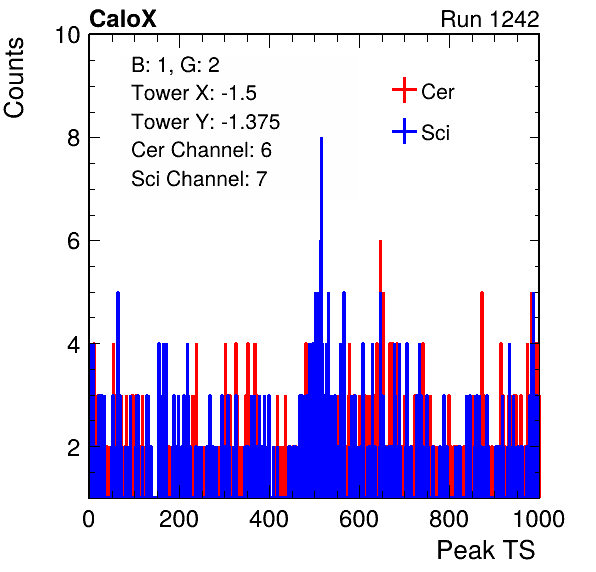 CaloX Run 1242
Counts
10
8
6
4
2
B: 1, G: 2
Tower X: -1.5
Tower Y: -1.375
Cer Channel: 6
Sci Channel: 7
Cer
Sci
0 200 400 600 800 1000
Peak TS